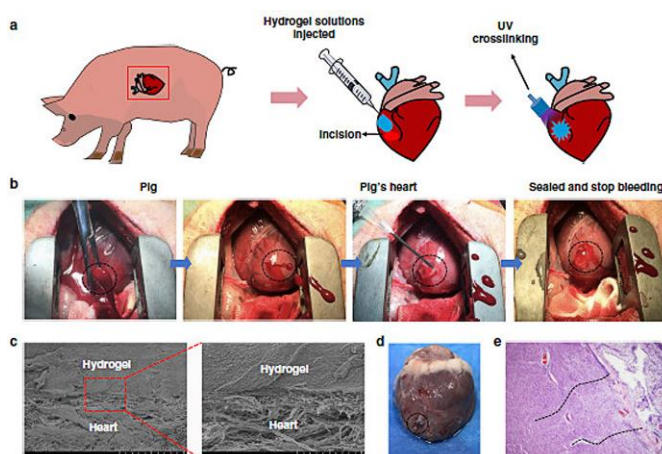 a
Hydrogel solutions
injected
UV
crosslinking
Incision
b
Pig
Pig's heart
Sealed and stop bleeding
c
Hydrogel
Heart
Hydrogel
Heart
d
e